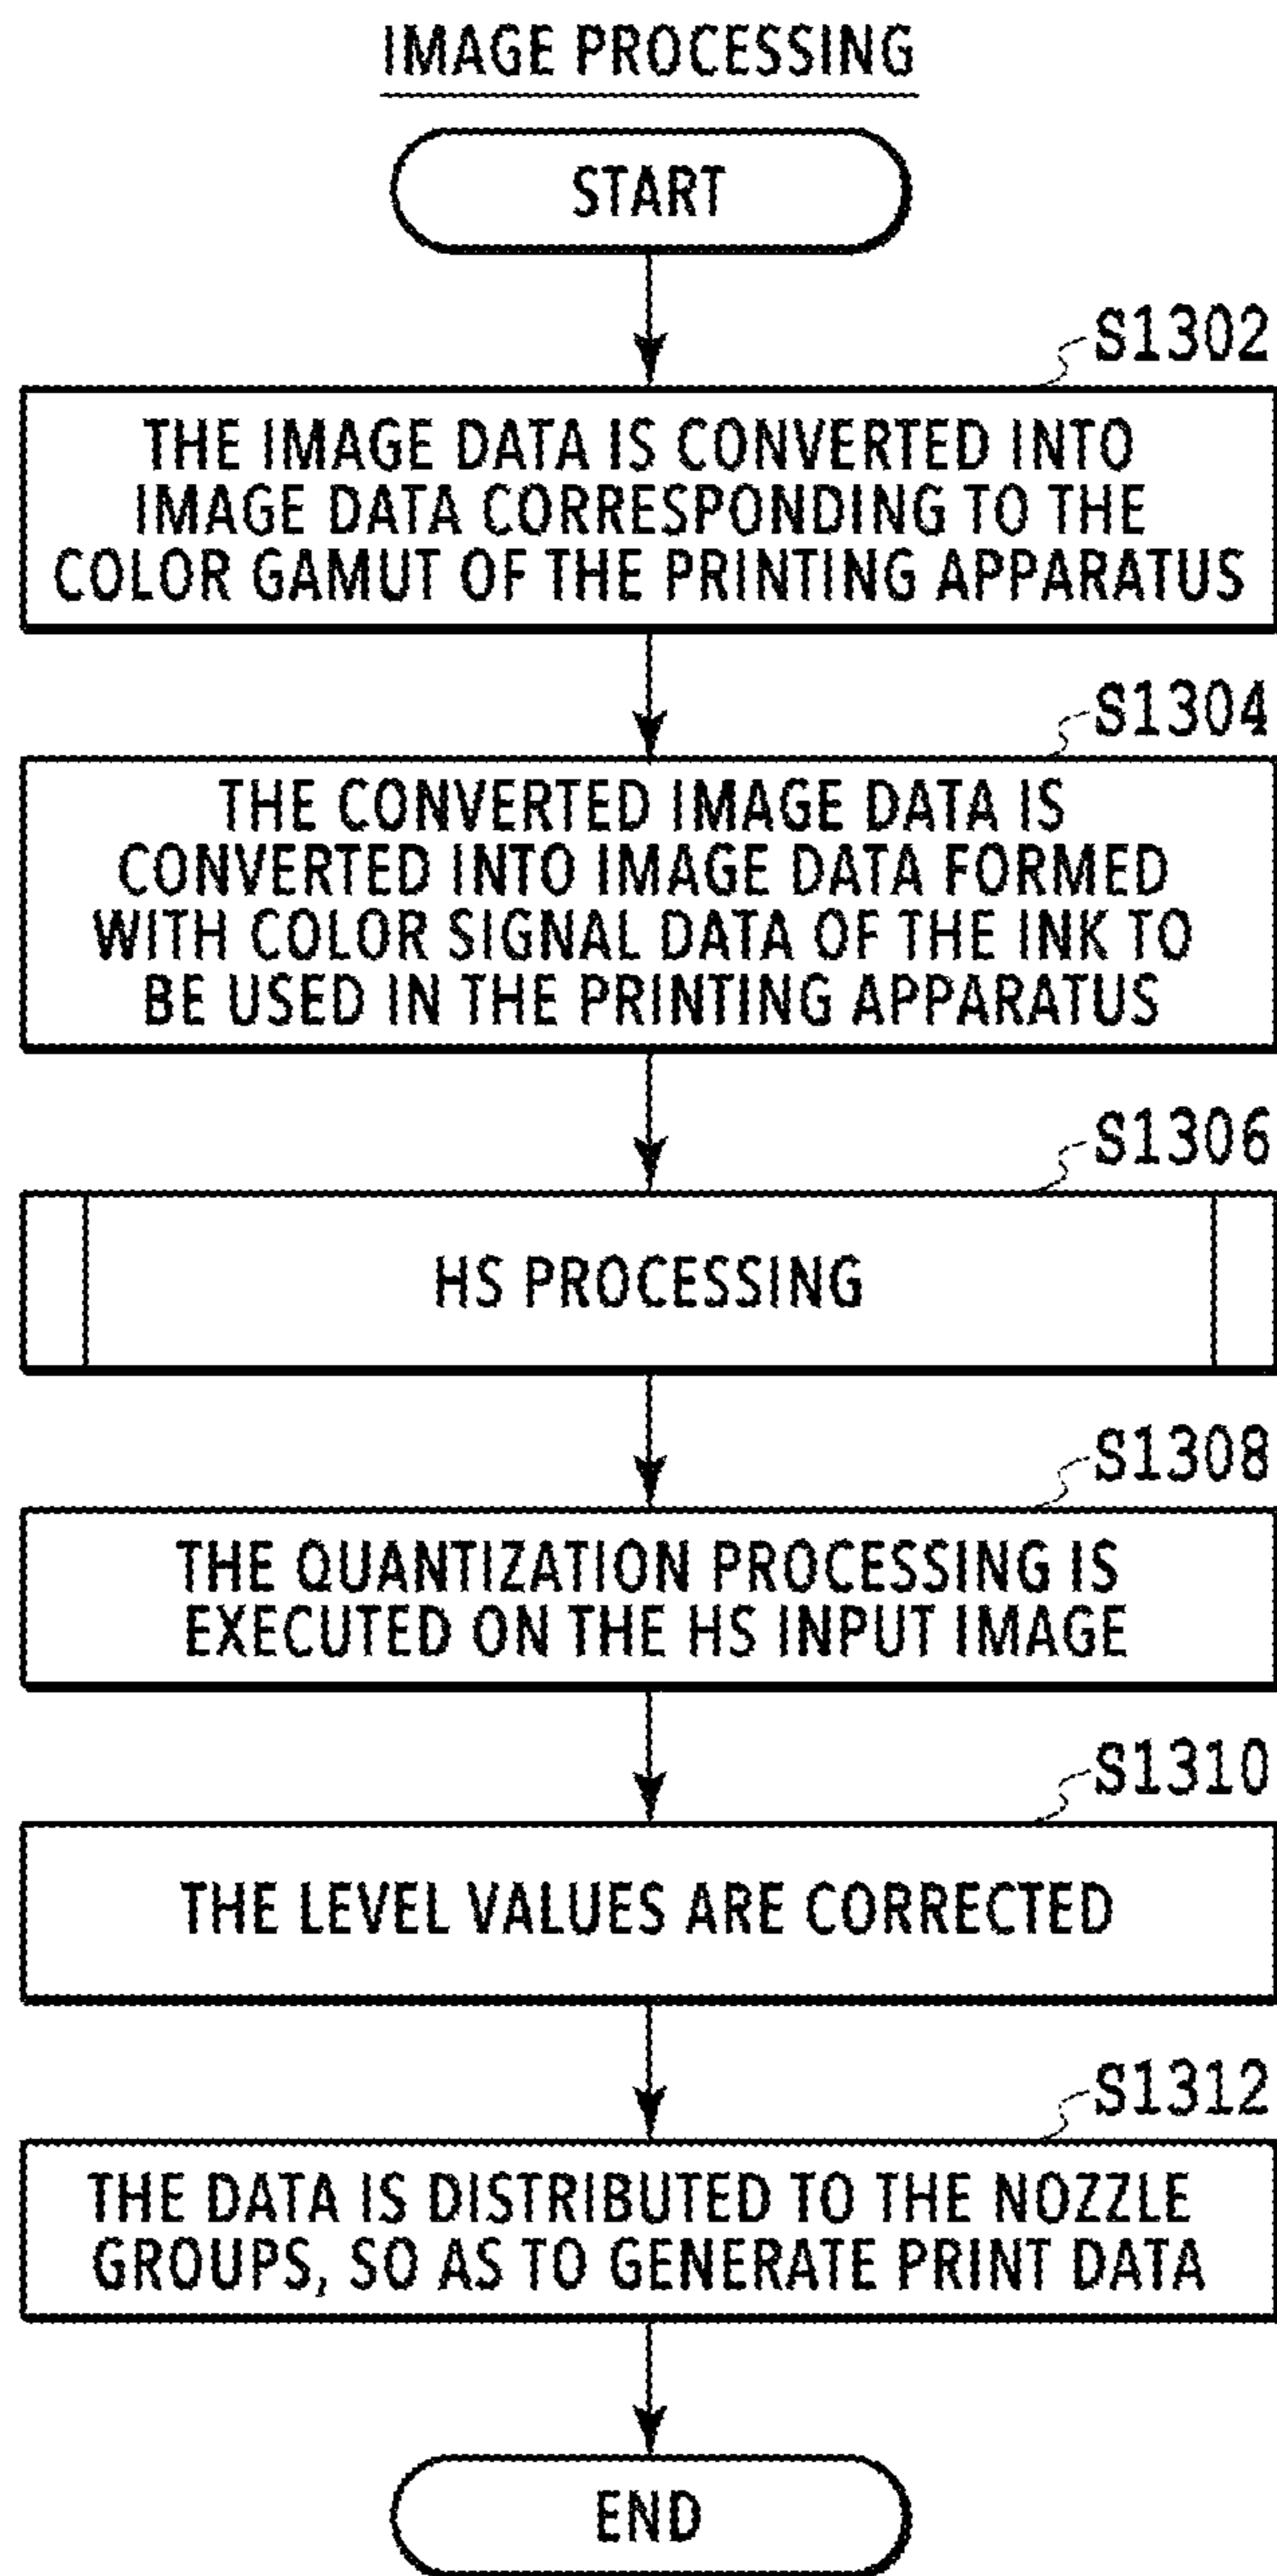 IMAGE PROCESSING
START
S1302
THE IMAGE DATA IS CONVERTED INTO
IMAGE DATA CORRESPONDING TO THE
COLOR GAMUT OF THE PRINTING APPARATUS
S1304
THE CONVERTED IMAGE DATA IS
CONVERTED INTO IMAGE DATA FORMED
WITH COLOR SIGNAL DATA OF THE INK TO
BE USED IN THE PRINTING APPARATUS
S1306
HS PROCESSING
S1308
THE QUANTIZATION PROCESSING IS
EXECUTED ON THE HS INPUT IMAGE
S1310
THE LEVEL VALUES ARE CORRECTED
S1312
THE DATA IS DISTRIBUTED TO THE NOZZLE
GROUPS, SO AS TO GENERATE PRINT DATA
END